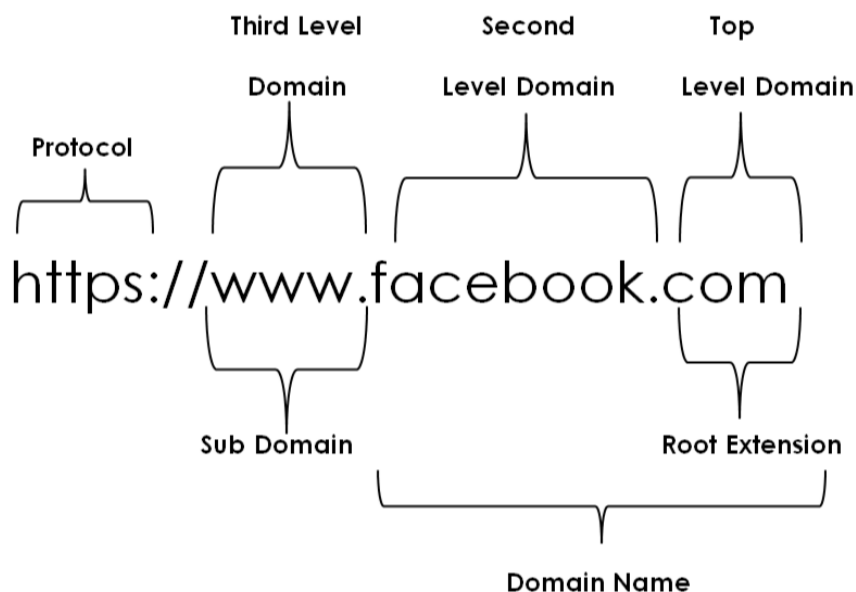 Third Level
Domain
Second
Level Domain
Top
Level Domain
Protocol
https://www.facebook.com
Sub Domain
Root Extension
Domain Name